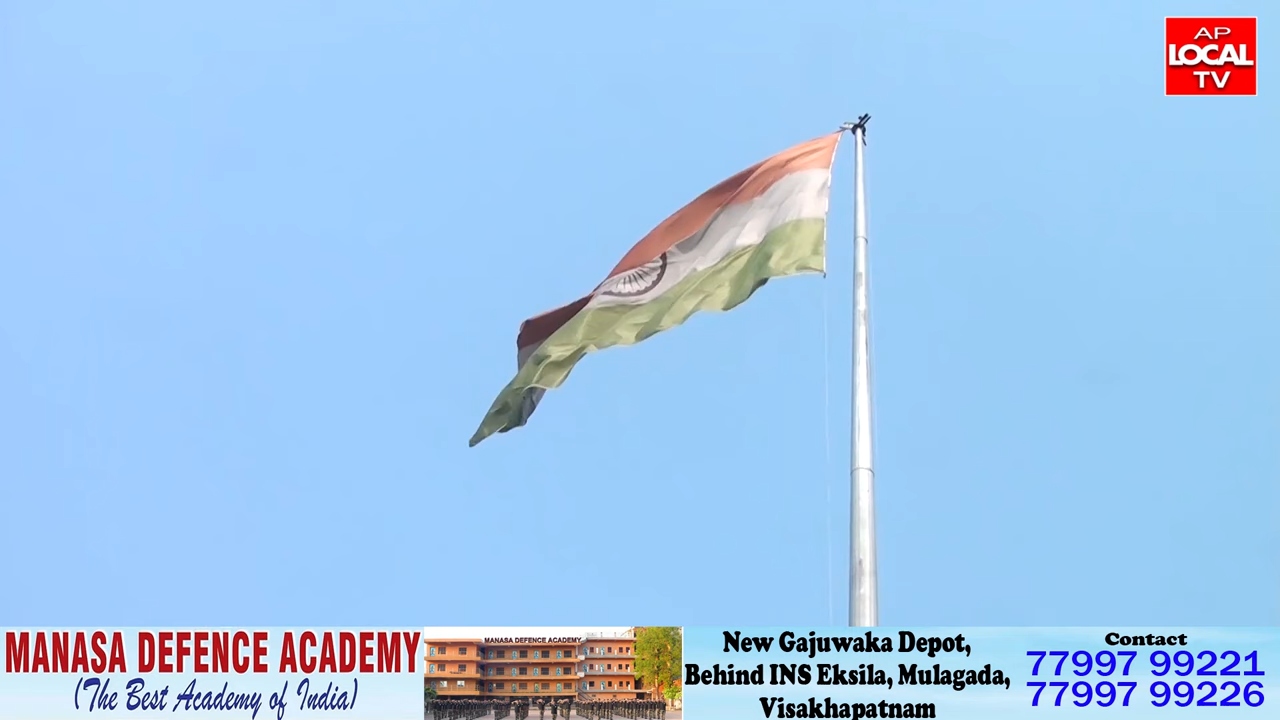 AP
LOCAL
TV
MANASA DEFENCE ACADEMY
(The Best Academy of India)
MANASA DEFENCE ACADEMY
New Gajuwaka Depot,
Behind INS Eksila, Mulagada,
Visakhapatnam
Contact
77997 99221
77997 99226